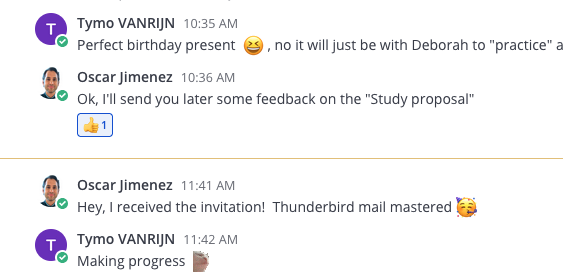 T
Tymo VANRIJN 10:35 AM
Perfect birthday present 😆 , no it will just be with Deborah to "practice" a
Oscar Jimenez 10:36 AM
Ok, I'll send you later some feedback on the "Study proposal"
👍 1
Oscar Jimenez 11:41 AM
Hey, I received the invitation! Thunderbird mail mastered 🥳
T
Tymo VANRIJN 11:42 AM
Making progress